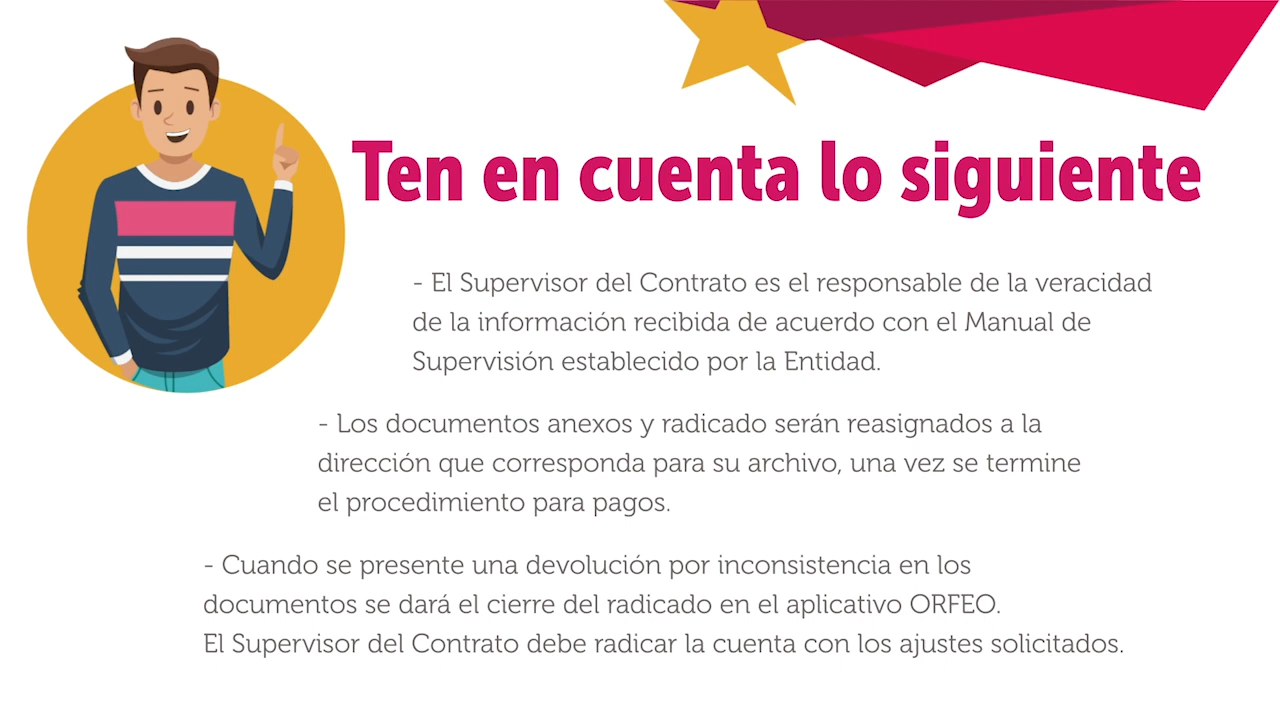 Ten en cuenta lo siguiente
- El Supervisor del Contrato es el responsable de la veracidad
de la información recibida de acuerdo con el Manual de
Supervisión establecido por la Entidad.
- Los documentos anexos y radicado serán reasignados a la
dirección que corresponda para su archivo, una vez se termine
el procedimiento para pagos.
- Cuando se presente una devolución por inconsistencia en los
documentos se dará el cierre del radicado en el aplicativo ORFEO.
El Supervisor del Contrato debe radicar la cuenta con los ajustes solicitados.